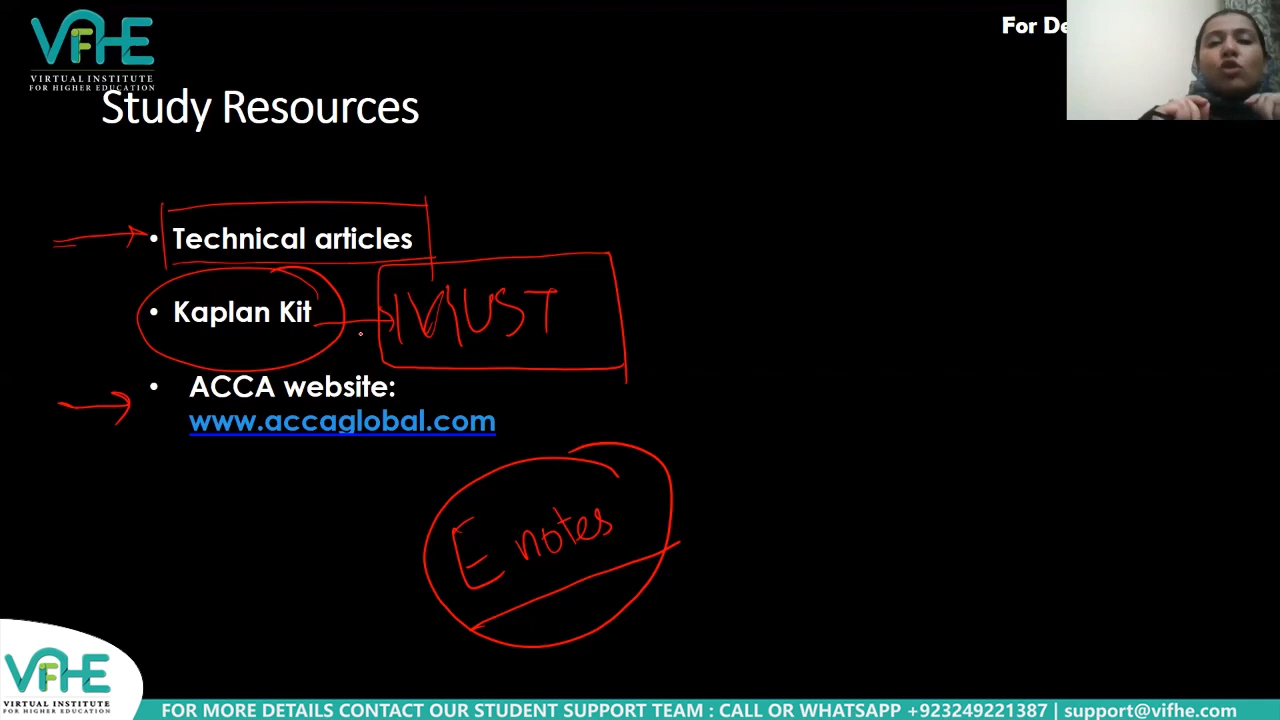 VIFHE
VIRTUAL INSTITUTE
FOR HIGHER EDUCATION
For De
Study Resources
• Technical articles
• Kaplan Kit
MUST
• ACCA website:
www.accaglobal.com
E notes
VIFHE
VIRTUAL INSTITUTE
FOR HIGHER EDUCATION
FOR MORE DETAILS CONTACT OUR STUDENT SUPPORT TEAM : CALL OR WHATSAPP +923249221387 | support@vifhe.com